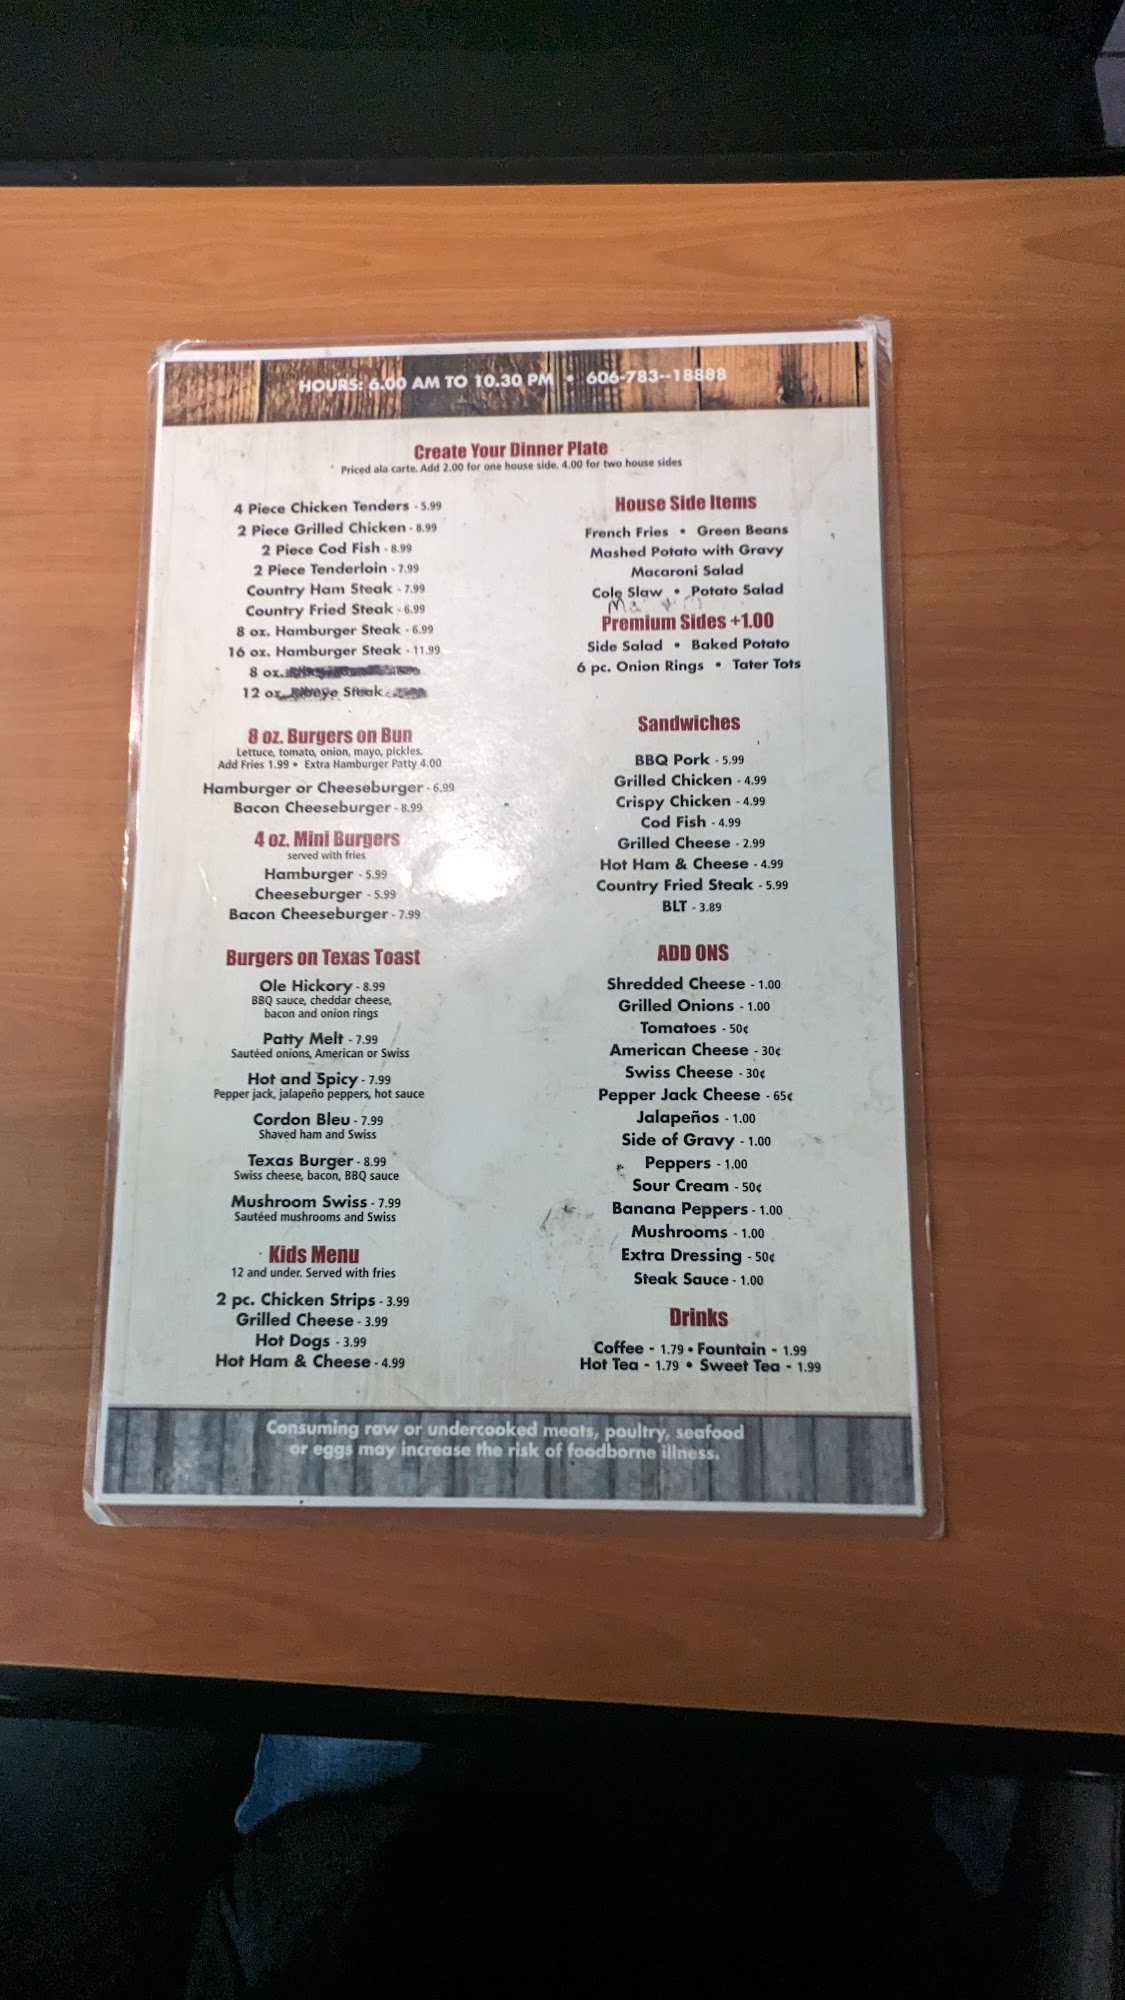 HOURS: 6.00 AM TO 10.30 PM • 606-783--18888
Create Your Dinner Plate
Priced ala carte. Add 2.00 for one house side. 4.00 for two house sides
4 Piece Chicken Tenders - 5.99
2 Piece Grilled Chicken - 8.99
2 Piece Cod Fish - 8.99
2 Piece Tenderloin - 7.99
Country Ham Steak - 7.99
Country Fried Steak - 6.99
8 oz. Hamburger Steak - 6.99
16 oz. Hamburger Steak - 11.99
8 oz.
12 oz. Ribeye Steak
8 oz. Burgers on Bun
Lettuce, tomato, onion, mayo, pickles.
Add Fries 1.99 • Extra Hamburger Patty 4.00
Hamburger or Cheeseburger - 6.99
Bacon Cheeseburger - 8.99
4 oz. Mini Burgers
served with fries
Hamburger - 5.99
Cheeseburger - 5.99
Bacon Cheeseburger - 7.99
Burgers on Texas Toast
Ole Hickory - 8.99
BBQ sauce, cheddar cheese,
bacon and onion rings
Patty Melt - 7.99
Sautéed onions, American or Swiss
Hot and Spicy - 7.99
Pepper jack, jalapeño peppers, hot sauce
Cordon Bleu - 7.99
Shaved ham and Swiss
Texas Burger - 8.99
Swiss cheese, bacon, BBQ sauce
Mushroom Swiss - 7.99
Sautéed mushrooms and Swiss
Kids Menu
12 and under. Served with fries
2 pc. Chicken Strips - 3.99
Grilled Cheese - 3.99
Hot Dogs - 3.99
Hot Ham & Cheese - 4.99
House Side Items
French Fries • Green Beans
Mashed Potato with Gravy
Macaroni Salad
Cole Slaw • Potato Salad
Premium Sides +1.00
Side Salad • Baked Potato
6 pc. Onion Rings • Tater Tots
Sandwiches
BBQ Pork - 5.99
Grilled Chicken - 4.99
Crispy Chicken - 4.99
Cod Fish - 4.99
Grilled Cheese - 2.99
Hot Ham & Cheese - 4.99
Country Fried Steak - 5.99
BLT - 3.89
ADD ONS
Shredded Cheese - 1.00
Grilled Onions - 1.00
Tomatoes - 50¢
American Cheese - 30¢
Swiss Cheese - 30¢
Pepper Jack Cheese - 65¢
Jalapeños - 1.00
Side of Gravy - 1.00
Peppers - 1.00
Sour Cream - 50¢
Banana Peppers - 1.00
Mushrooms - 1.00
Extra Dressing - 50¢
Steak Sauce - 1.00
Drinks
Coffee - 1.79 • Fountain - 1.99
Hot Tea - 1.79 • Sweet Tea - 1.99
Consuming raw or undercooked meats, poultry, seafood
or eggs may increase the risk of foodborne illness.